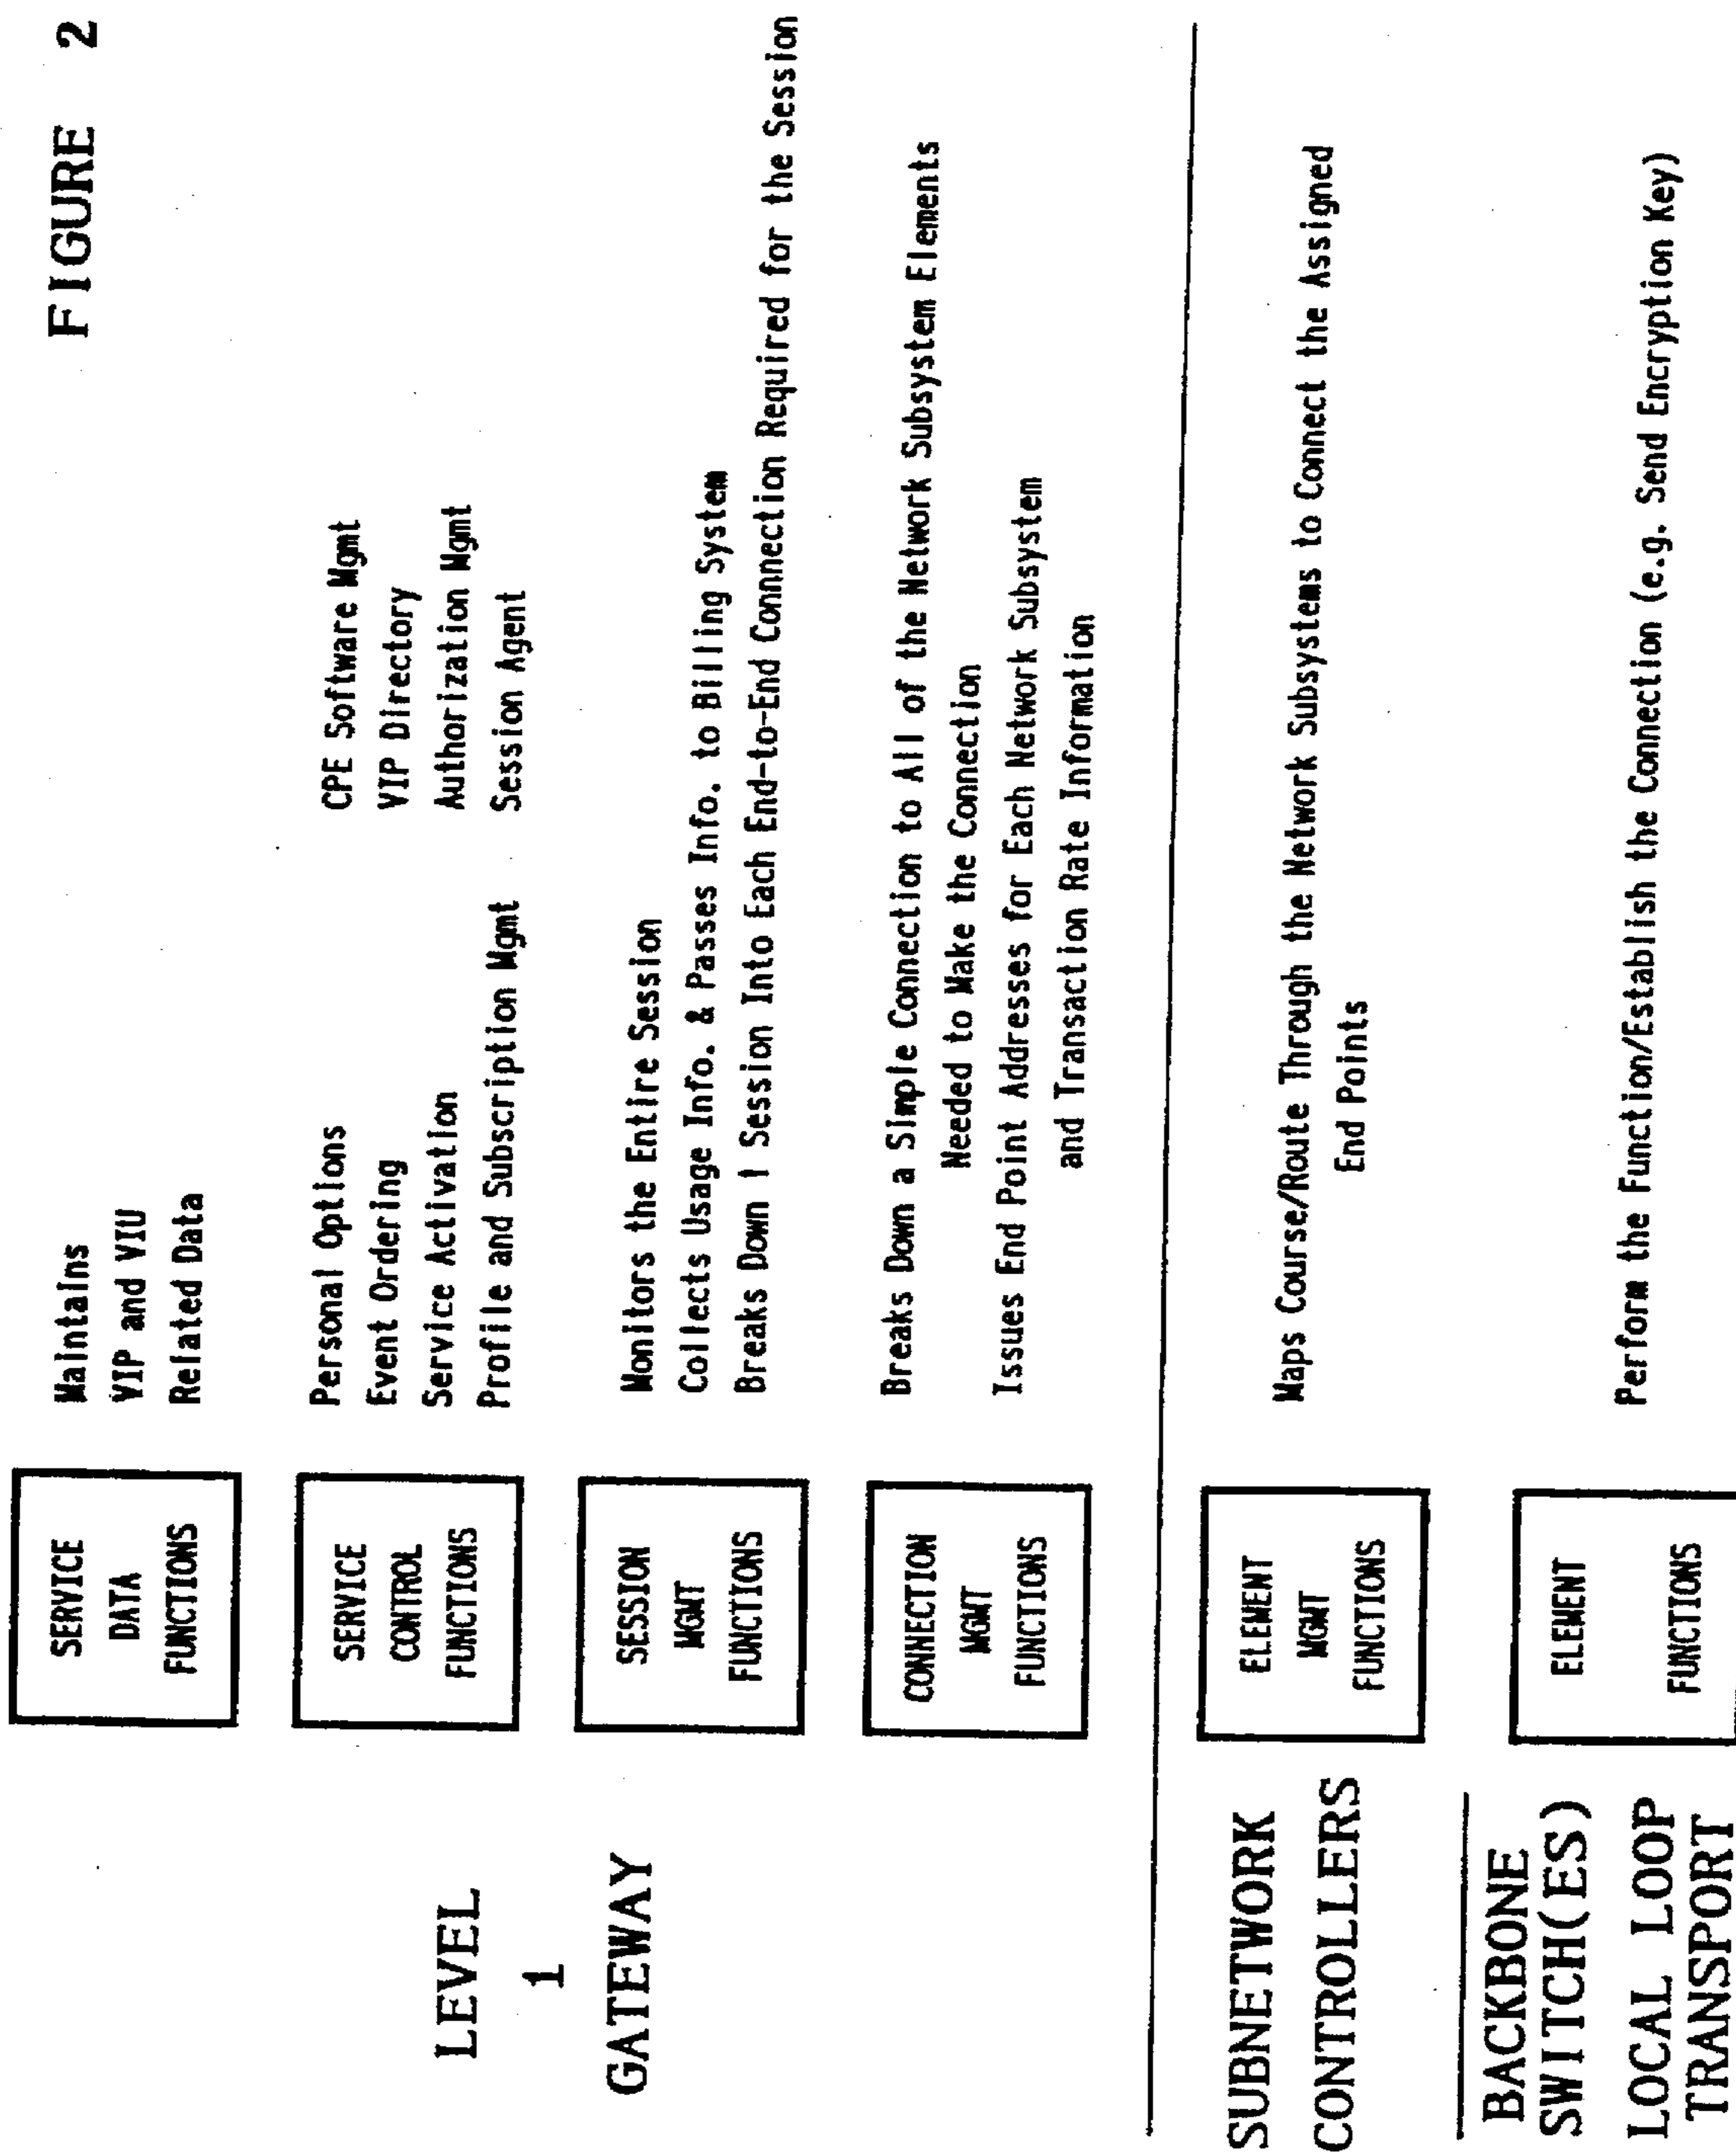 FIGURE 2
SERVICE
DATA
FUNCTIONS
Maintains
VIP and VIU
Related Data
LEVEL
1
GATEWAY
SERVICE
CONTROL
FUNCTIONS
Personal Options
Event Ordering
Service Activation
Profile and Subscription Mgmt
CPE Software Mgmt
VIP Directory
Authorization Mgmt
Session Agent
SESSION
MGMT
FUNCTIONS
Monitors the Entire Session
Collects Usage Info. & Passes Info. to Billing System
Breaks Down 1 Session Into Each End-to-End Connnection Required for the Session
CONNECTION
MGMT
FUNCTIONS
Breaks Down a Simple Connection to All of the Network Subsystem Elements
Needed to Make the Connection
Issues End Point Addresses for Each Network Subsystem
and Transaction Rate Information
SUBNETWORK
CONTROLLERS
ELEMENT
MGMT
FUNCTIONS
Maps Course/Route Through the Network Subsystems to Connect the Assigned
End Points
BACKBONE
SWITCH(ES)
LOCAL LOOP
TRANSPORT
ELEMENT
FUNCTIONS
Perform the Function/Establish the Connection (e.g. Send Encryption Key)